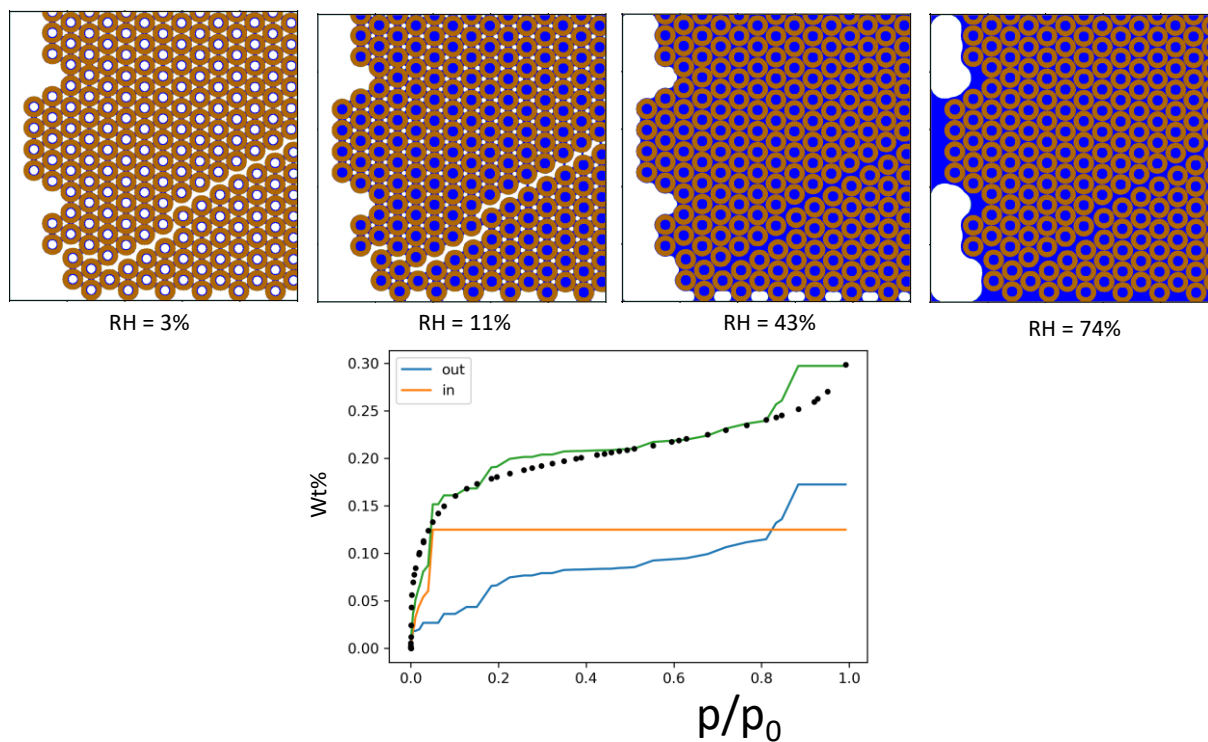 RH = 3%
RH = 11%
RH = 43%
RH = 74%
out
in
0.30
0.25
0.20
0.15
0.10
0.05
0.00
Wt%
0.0 0.2 0.4 0.6 0.8 1.0
p/p0